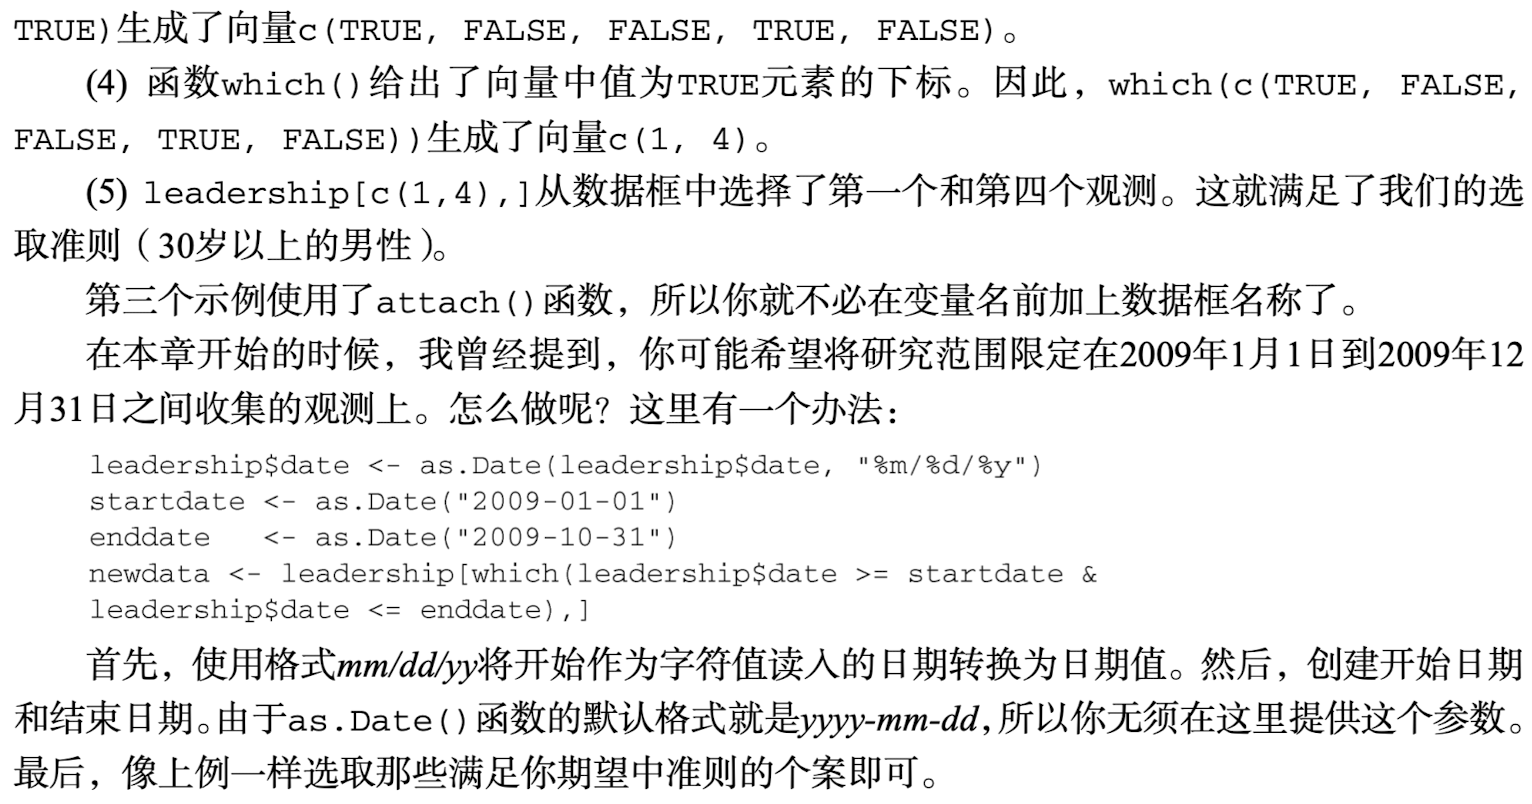 TRUE)生成了向量c(TRUE, FALSE, FALSE, TRUE, FALSE)。
(4) 函数which()给出了向量中值为TRUE元素的下标。因此，which(c(TRUE, FALSE,
FALSE, TRUE, FALSE))生成了向量c(1, 4)。
(5) leadership[c(1,4),]从数据框中选择了第一个和第四个观测。这就满足了我们的选
取准则（30岁以上的男性）。
第三个示例使用了attach()函数，所以你就不必在变量名前加上数据框名称了。
在本章开始的时候，我曾经提到，你可能希望将研究范围限定在2009年1月1日到2009年12
月31日之间收集的观测上。怎么做呢？这里有一个办法：
leadership$date <- as.Date(leadership$date, "%m/%d/%y")
startdate <- as.Date("2009-01-01")
enddate   <- as.Date("2009-10-31")
newdata <- leadership[which(leadership$date >= startdate &
leadership$date <= enddate),]
首先，使用格式mm/dd/yy将开始作为字符值读入的日期转换为日期值。然后，创建开始日期
和结束日期。由于as.Date()函数的默认格式就是yyyy-mm-dd，所以你无须在这里提供这个参数。
最后，像上例一样选取那些满足你期望中准则的个案即可。